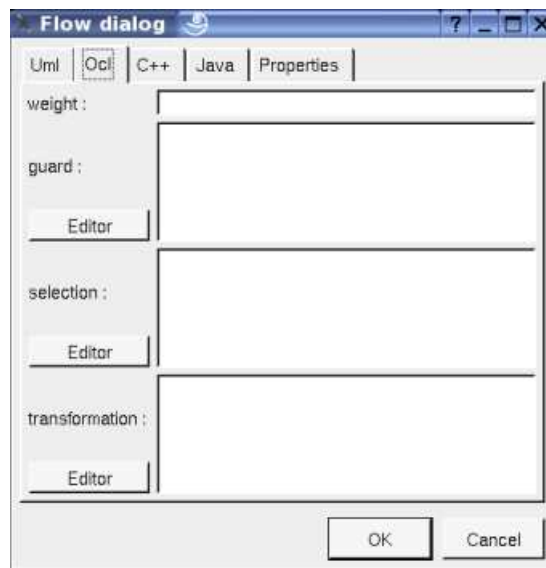 Flow dialog
Uml Ocl C++ Java Properties
weight :
guard :
Editor
selection :
Editor
transformation :
Editor
OK Cancel